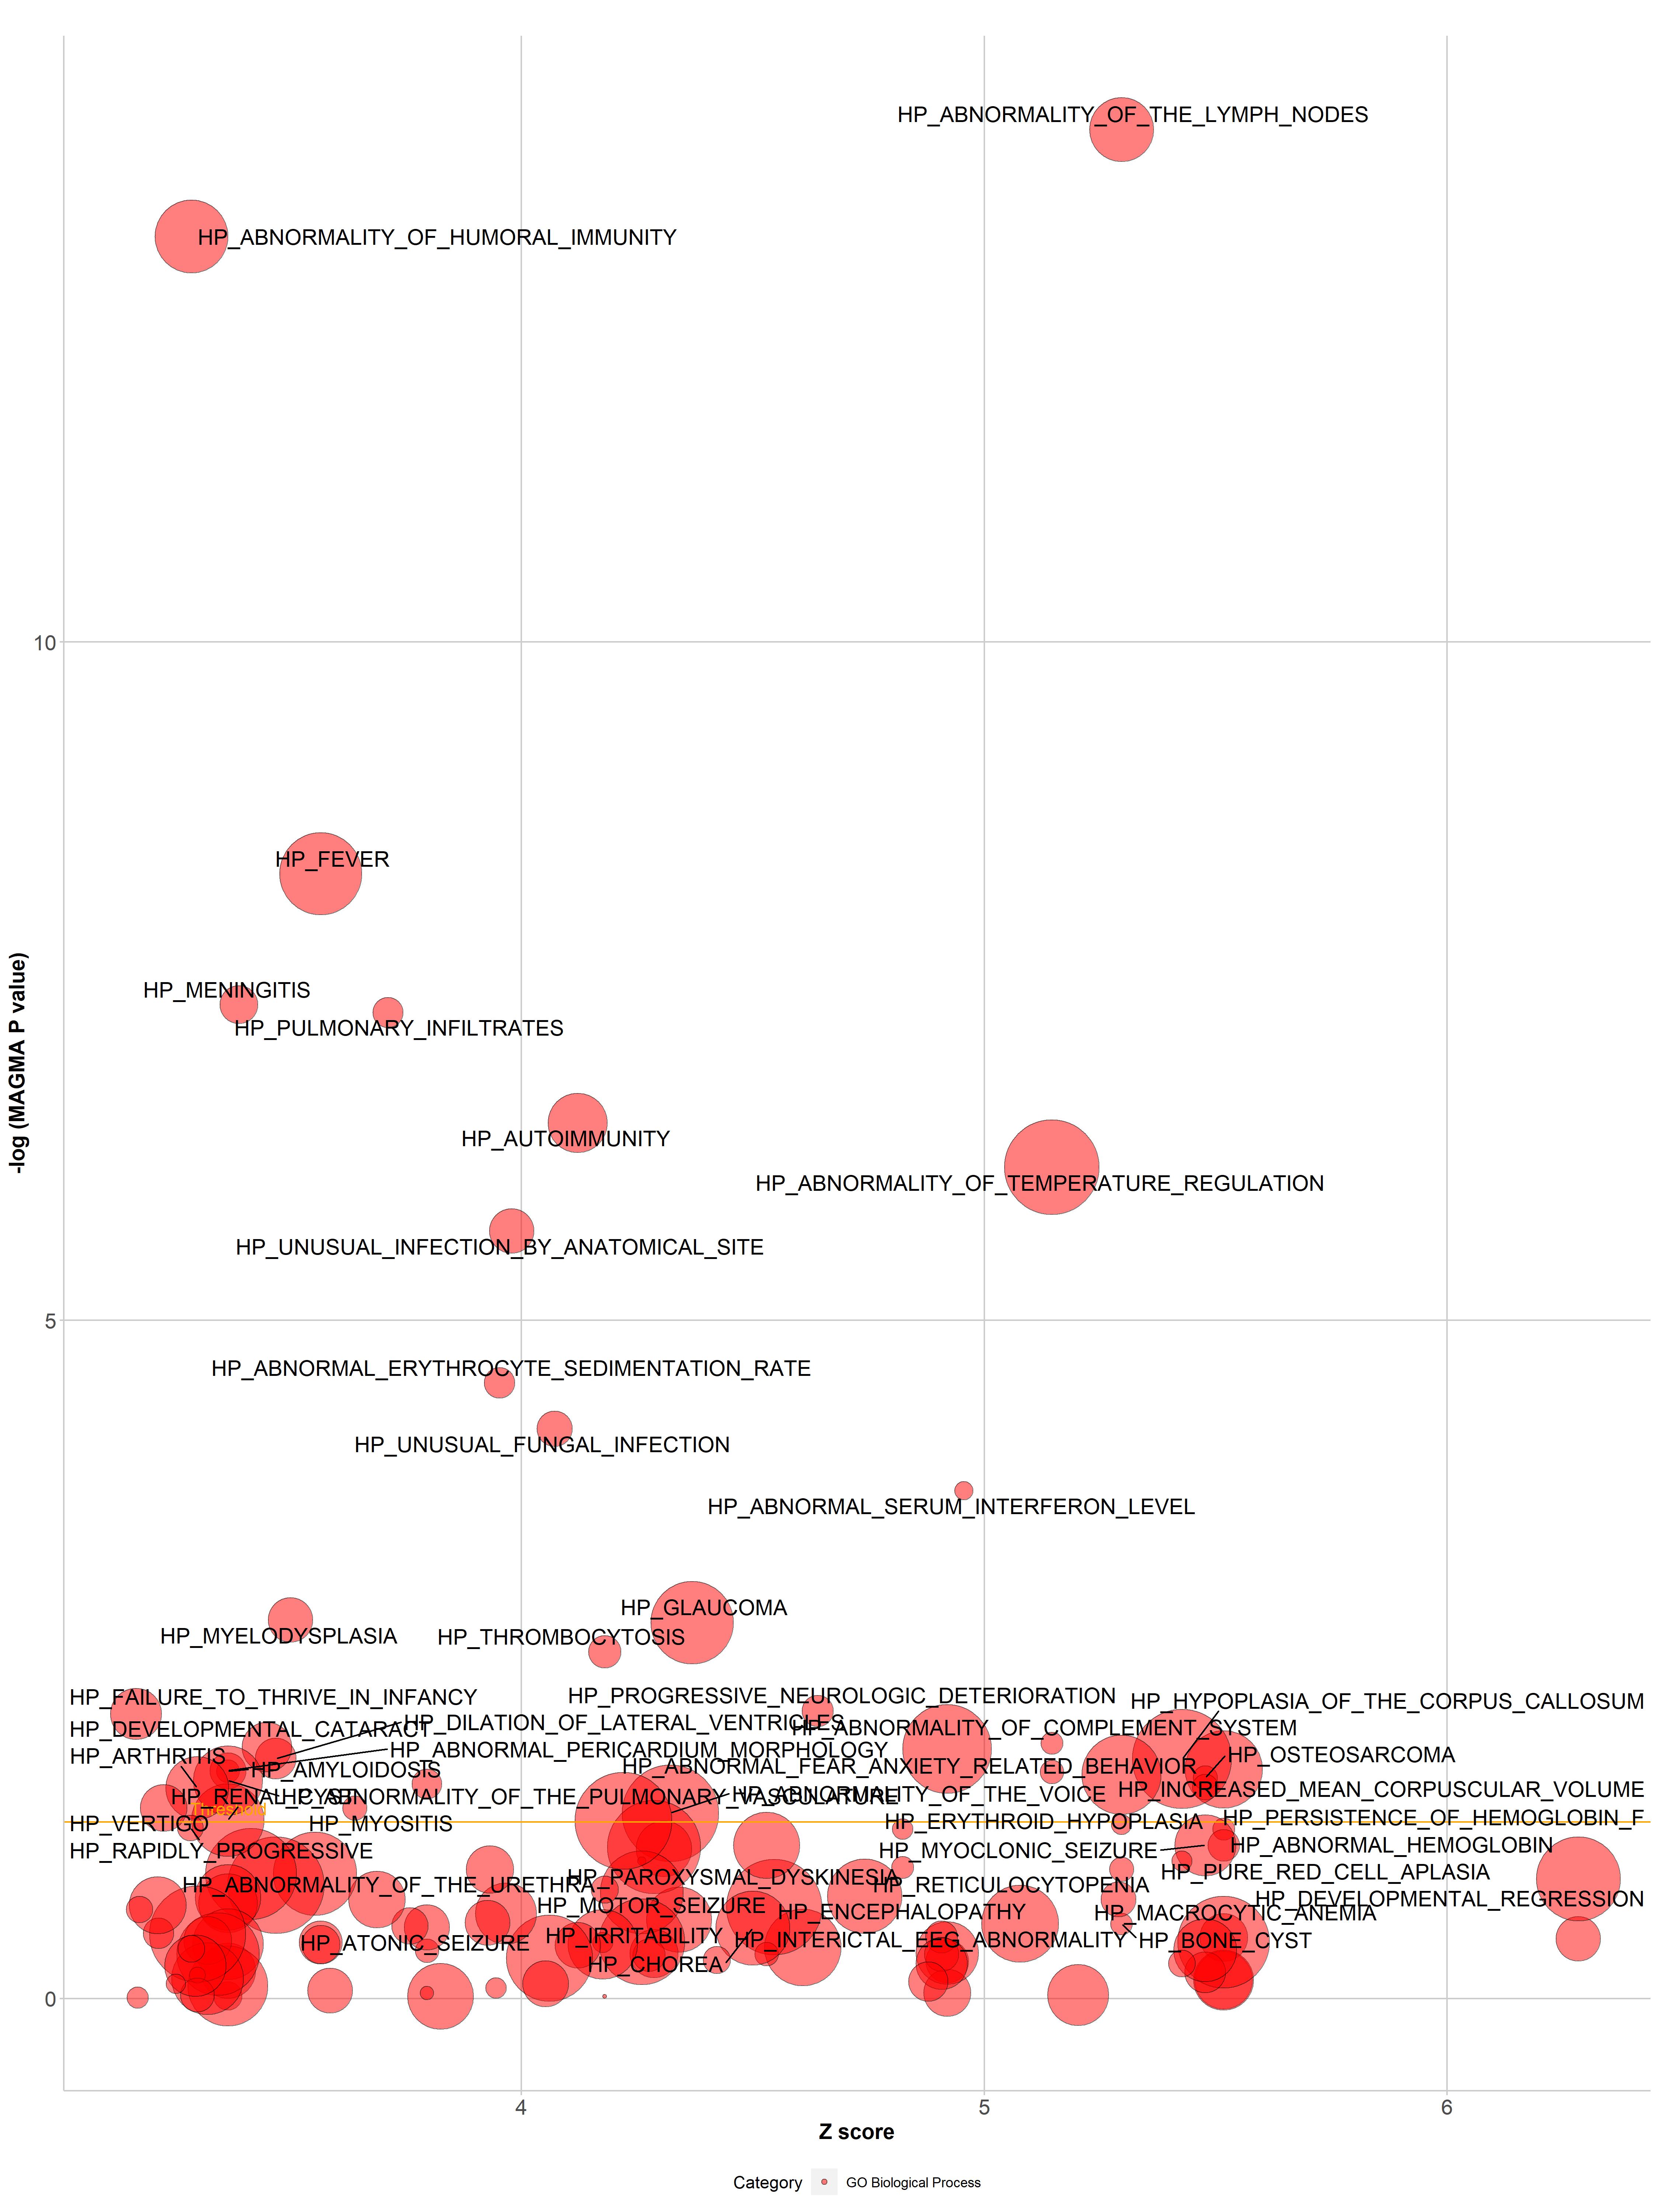 HP_ABNORMALITY_OF_THE_LYMPH_NODES
HP_ABNORMALITY_OF_HUMORAL_IMMUNITY
10
HP_FEVER
-log (MAGMA P value)
HP_MENINGITIS
HP_PULMONARY_INFILTRATES
HP_AUTOIMMUNITY
HP_ABNORMALITY_OF_TEMPERATURE_REGULATION
HP_UNUSUAL_INFECTION_BY_ANATOMICAL_SITE
5
HP_ABNORMAL_ERYTHROCYTE_SEDIMENTATION_RATE
HP_UNUSUAL_FUNGAL_INFECTION
HP_ABNORMAL_SERUM_INTERFERON_LEVEL
HP_GLAUCOMA
HP_MYELODYSPLASIA
HP_THROMBOCYTOSIS
HP_FAILURE_TO_THRIVE_IN_INFANCY
HP_PROGRESSIVE_NEUROLOGIC_DETERIORATION
HP_HYPOPLASIA_OF_THE_CORPUS_CALLOSUM
HP_DEVELOPMENTAL_CATARACT
HP_DILATION_OF_LATERAL_VENTRICLES
HP_ABNORMALITY_OF_COMPLEMENT_SYSTEM
HP_ARTHRITIS
HP_ABNORMAL_PERICARDIUM_MORPHOLOGY
HP_OSTEOSARCOMA
HP_AMYLOIDOSIS
HP_ABNORMAL_FEAR_ANXIETY_RELATED_BEHAVIOR
HP_RENAL_CYST
HP_ABNORMALITY_OF_THE_PULMONARY_VASCULATURE
HP_ABNORMALITY_OF_THE_VOICE
HP_INCREASED_MEAN_CORPUSCULAR_VOLUME
Threshold
HP_VERTIGO
HP_MYOSITIS
HP_ERYTHROID_HYPOPLASIA
HP_PERSISTENCE_OF_HEMOGLOBIN_F
HP_RAPIDLY_PROGRESSIVE
HP_MYOCLONIC_SEIZURE
HP_ABNORMAL_HEMOGLOBIN
HP_ABNORMALITY_OF_THE_URETHRA
HP_PAROXYSMAL_DYSKINESIA
HP_RETICULOCYTOPENIA
HP_PURE_RED_CELL_APLASIA
HP_MOTOR_SEIZURE
HP_ENCEPHALOPATHY
HP_MACROCYTIC_ANEMIA
HP_DEVELOPMENTAL_REGRESSION
HP_ATONIC_SEIZURE
HP_IRRITABILITY
HP_INTERICTAL_EEG_ABNORMALITY
HP_BONE_CYST
HP_CHOREA
0
4
5
6
Z score
Category
GO Biological Process